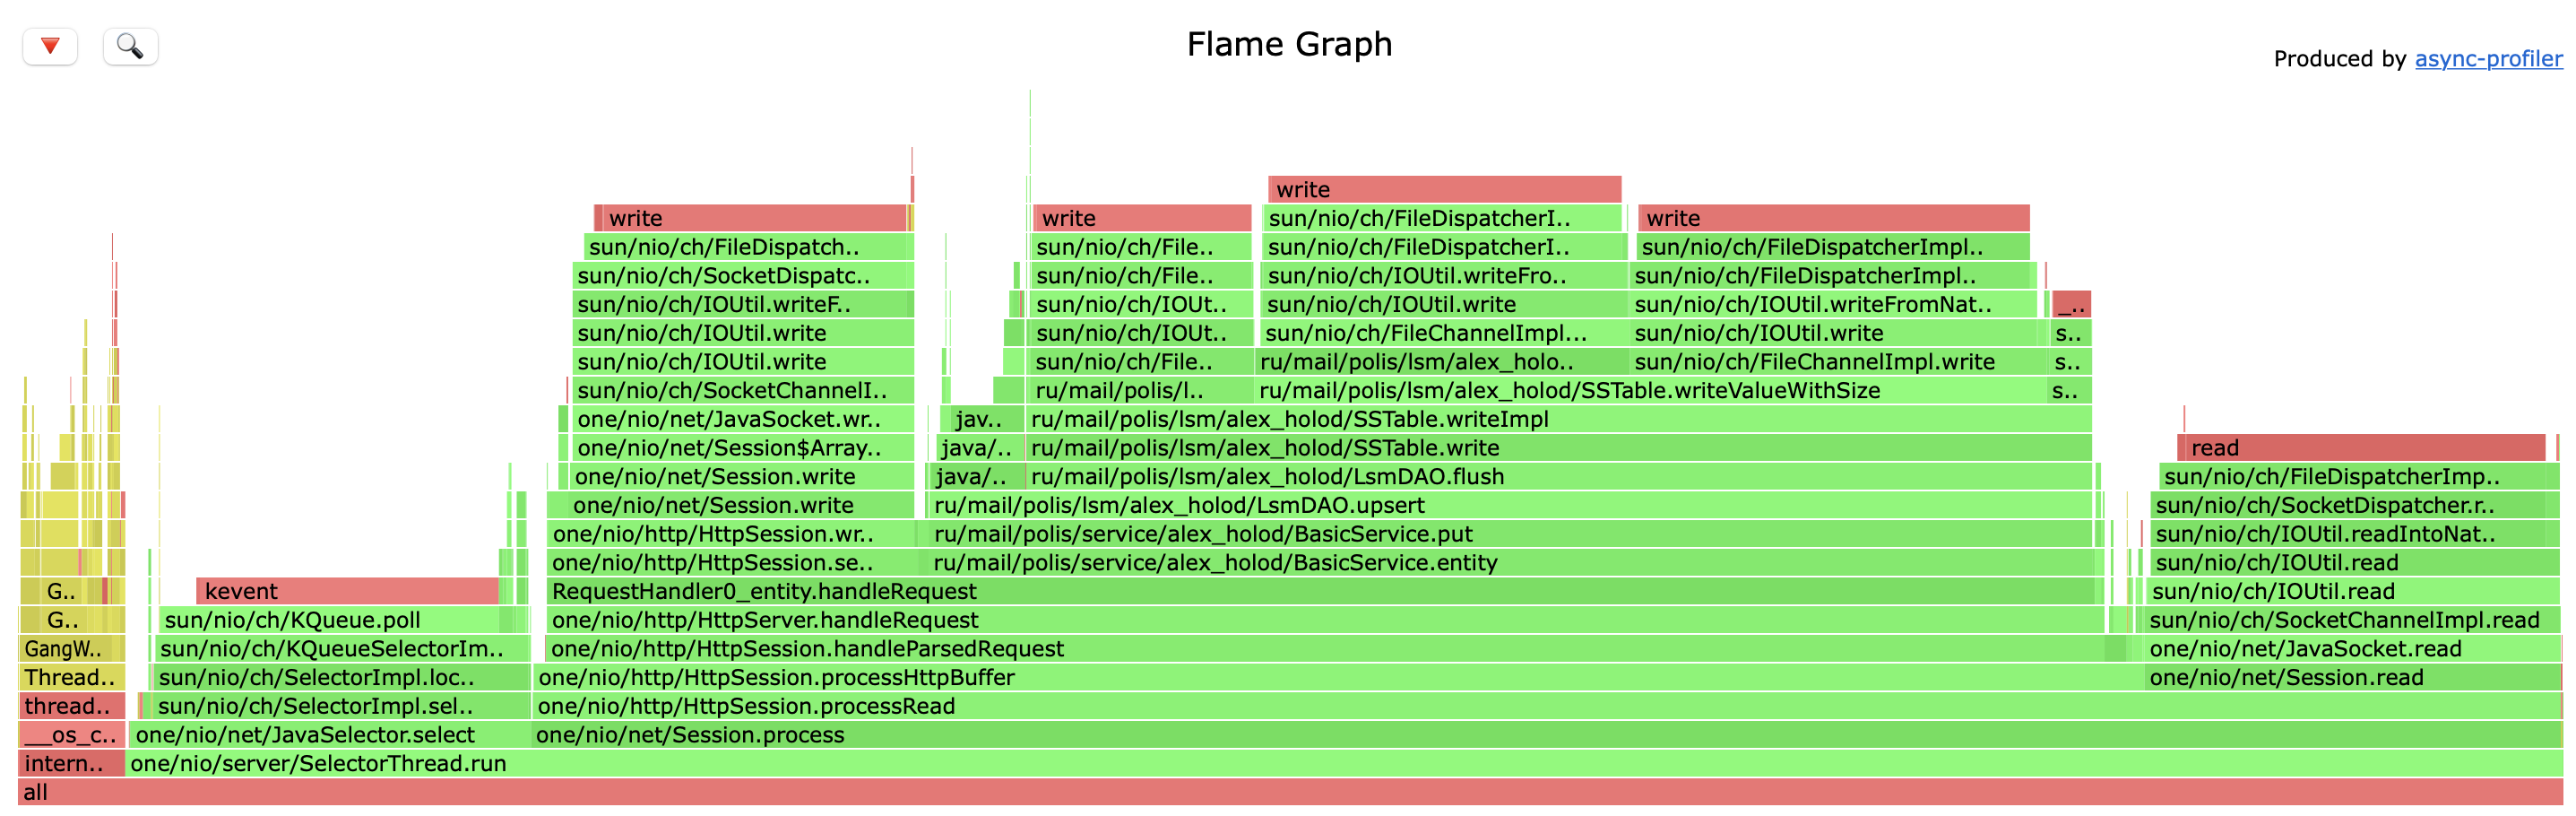 Flame Graph
Produced by async-profiler
write
write write write
sun/nio/ch/FileDispatcherI..
sun/nio/ch/FileDispatch.. sun/nio/ch/File.. sun/nio/ch/FileDispatcherI.. sun/nio/ch/FileDispatcherImpl..
sun/nio/ch/SocketDispatc.. sun/nio/ch/File.. sun/nio/ch/IOUtil.writeFro.. sun/nio/ch/FileDispatcherImpl..
sun/nio/ch/IOUtil.writeF.. sun/nio/ch/IOUt.. sun/nio/ch/IOUtil.write sun/nio/ch/IOUtil.writeFromNat.. _..
sun/nio/ch/IOUtil.write sun/nio/ch/IOUt.. sun/nio/ch/FileChannelImpl... sun/nio/ch/IOUtil.write s..
sun/nio/ch/IOUtil.write sun/nio/ch/File.. ru/mail/polis/lsm/alex_holo.. sun/nio/ch/FileChannelImpl.write s..
sun/nio/ch/SocketChannelI.. ru/mail/polis/l.. ru/mail/polis/lsm/alex_holod/SSTable.writeValueWithSize s..
one/nio/net/JavaSocket.wr.. jav.. ru/mail/polis/lsm/alex_holod/SSTable.writeImpl
one/nio/net/Session$Array.. java/.. ru/mail/polis/lsm/alex_holod/SSTable.write read
one/nio/net/Session.write java/.. ru/mail/polis/lsm/alex_holod/LsmDAO.flush sun/nio/ch/FileDispatcherImp..
one/nio/net/Session.write ru/mail/polis/lsm/alex_holod/LsmDAO.upsert sun/nio/ch/SocketDispatcher.r..
one/nio/http/HttpSession.wr.. ru/mail/polis/service/alex_holod/BasicService.put sun/nio/ch/IOUtil.readIntoNat..
one/nio/http/HttpSession.se.. ru/mail/polis/service/alex_holod/BasicService.entity sun/nio/ch/IOUtil.read
G.. kevent RequestHandler0_entity.handleRequest sun/nio/ch/IOUtil.read
G.. sun/nio/ch/KQueue.poll one/nio/http/HttpServer.handleRequest sun/nio/ch/SocketChannelImpl.read
GangW.. sun/nio/ch/KQueueSelectorIm.. one/nio/http/HttpSession.handleParsedRequest one/nio/net/JavaSocket.read
Thread.. sun/nio/ch/SelectorImpl.loc.. one/nio/http/HttpSession.processHttpBuffer one/nio/net/Session.read
thread.. sun/nio/ch/SelectorImpl.sel.. one/nio/http/HttpSession.processRead
__os_c.. one/nio/net/JavaSelector.select one/nio/net/Session.process
intern.. one/nio/server/SelectorThread.run
all